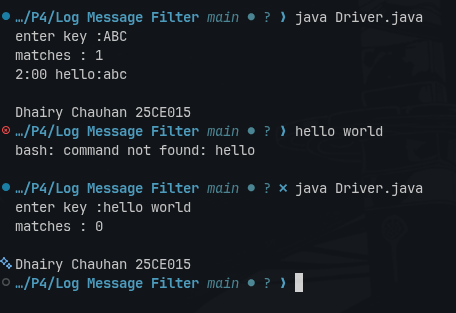 …/P4/Log Message Filter main ● ? ❯ java Driver.java
enter key :ABC
matches : 1
2:00 hello:abc
Dhairy Chauhan 25CE015
…/P4/Log Message Filter main ● ? ❯ hello world
bash: command not found: hello
…/P4/Log Message Filter main ● ? × java Driver.java
enter key :hello world
matches : 0
Dhairy Chauhan 25CE015
…/P4/Log Message Filter main ● ? ❯